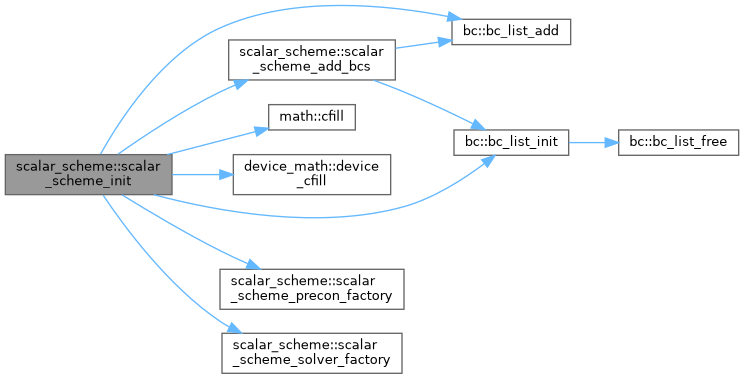 scalar_scheme::scalar
_scheme_init
scalar_scheme::scalar
_scheme_add_bcs
bc::bc_list_add
math::cfill
device_math::device
_cfill
bc::bc_list_init
bc::bc_list_free
scalar_scheme::scalar
_scheme_precon_factory
scalar_scheme::scalar
_scheme_solver_factory